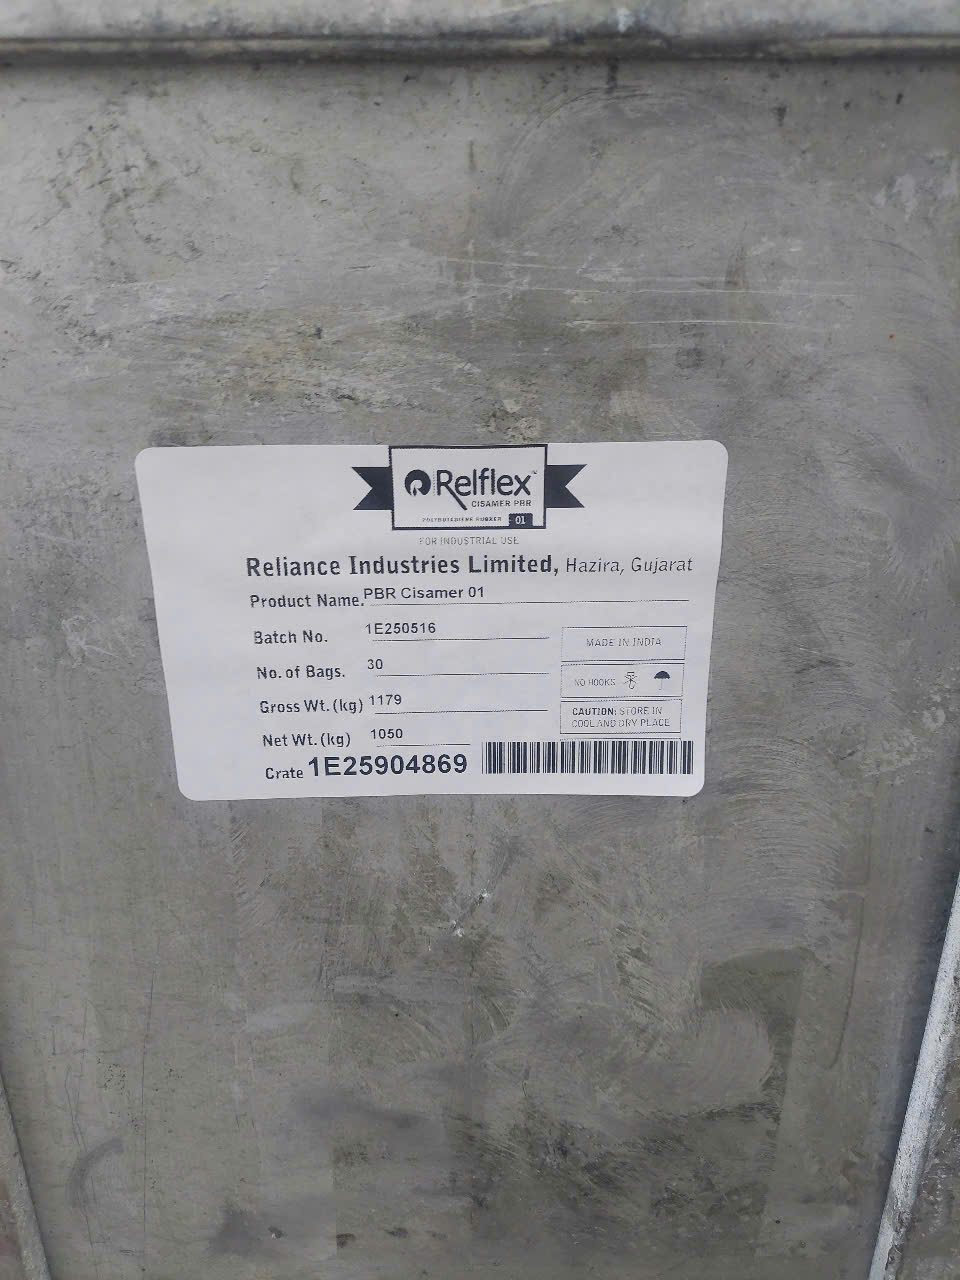 Relflex™
CISAMER PBR
POLYBUTADIENE RUBBER 01
FOR INDUSTRIAL USE
Reliance Industries Limited, Hazira, Gujarat
Product Name. PBR Cisamer 01
Batch No. 1E250516
No. of Bags. 30
Gross Wt. (kg) 1179
Net Wt. (kg) 1050
Crate 1E25904869
MADE IN INDIA
NO HOOKS
CAUTION: STORE IN
COOL AND DRY PLACE